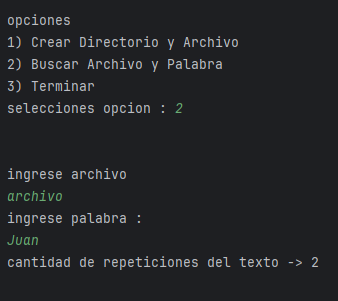 opciones
1) Crear Directorio y Archivo
2) Buscar Archivo y Palabra
3) Terminar
selecciones opcion : 2
ingrese archivo
archivo
ingrese palabra :
Juan
cantidad de repeticiones del texto -> 2